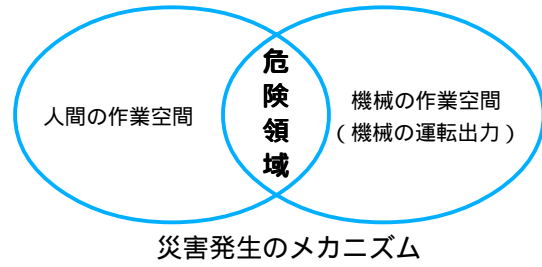 人間の作業空間
危険領域
機械の作業空間
(機械の運転出力)
災害発生のメカニズム